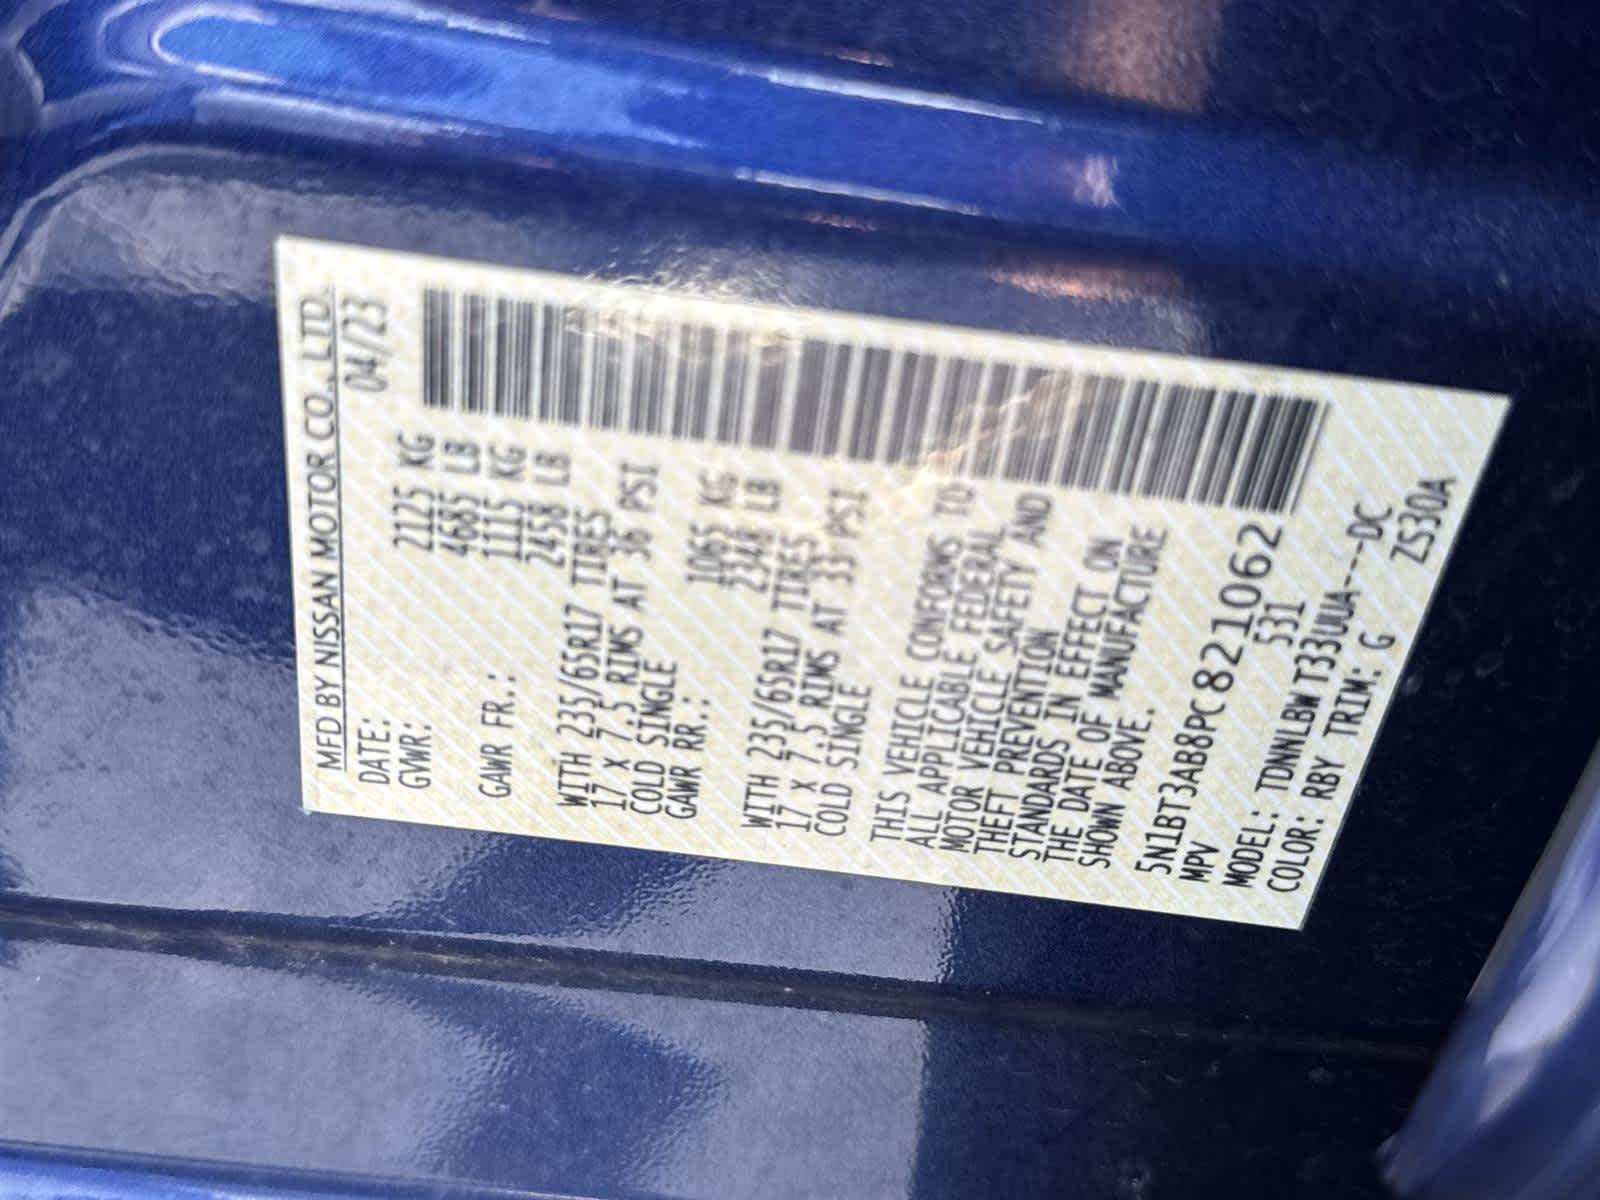 MFD BY NISSAN MOTOR CO., LTD.
DATE: 04/23
GVWR: 2125 KG
4685 LB
GAWR FR.: 1115 KG
2458 LB
WITH 235/65R17 TIRES
17 X 7.5 RIMS AT 36 PSI
COLD SINGLE
GAWR RR.: 1065 KG
2348 LB
WITH 235/65R17 TIRES
17 X 7.5 RIMS AT 33 PSI
COLD SINGLE
THIS VEHICLE CONFORMS TO
ALL APPLICABLE FEDERAL
MOTOR VEHICLE SAFETY AND
THEFT PREVENTION
STANDARDS IN EFFECT ON
THE DATE OF MANUFACTURE
SHOWN ABOVE.
5N1BT3AB8PC821062
MPV 531
MODEL: TDNNLBWT33UUA---DC
COLOR: RBY TRIM: G ZS30A